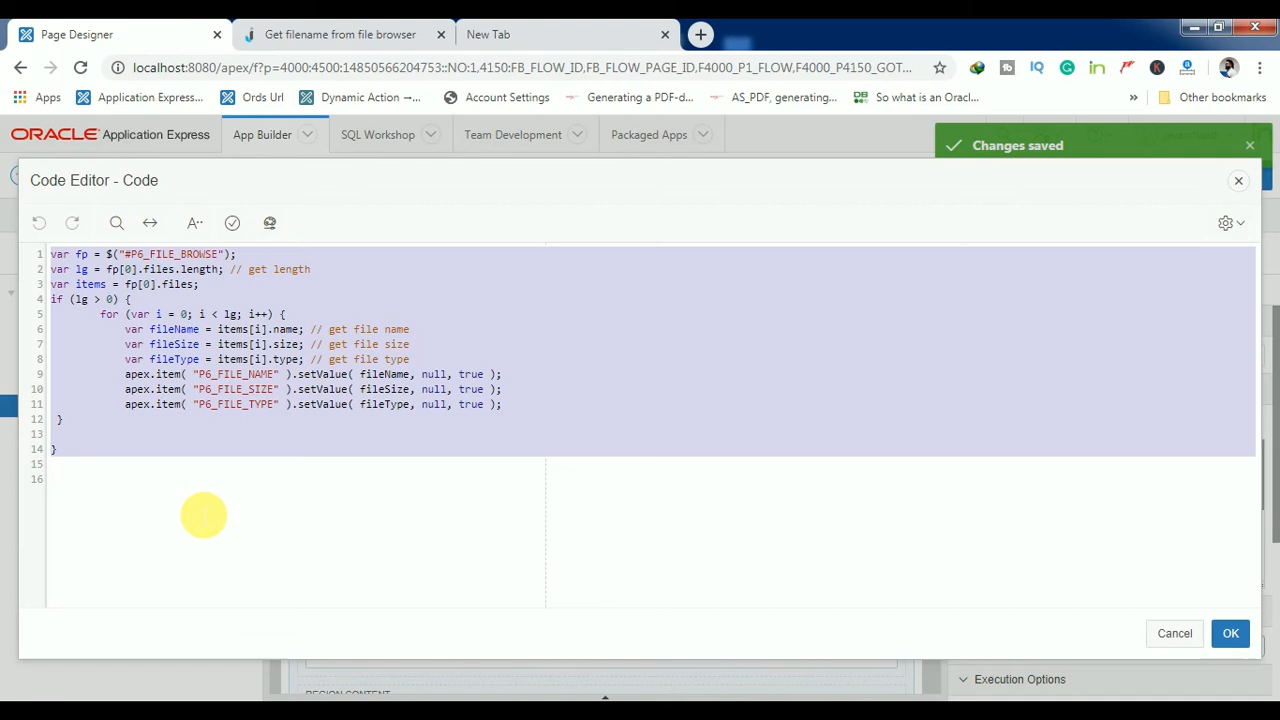 Page Designer
Get filename from file browser
New Tab
localhost:8080/apex/f?p=4000:4500:14850566204753::NO:1,4150:FB_FLOW_ID,FB_FLOW_PAGE_ID,F4000_P1_FLOW,F4000_P4150_GOT...
Apps
Application Express...
Ords Url
Dynamic Action →...
Account Settings
Generating a PDF-d...
AS_PDF, generating...
So what is an Oracl...
Other bookmarks
ORACLE Application Express
App Builder
SQL Workshop
Team Development
Packaged Apps
Changes saved
Code Editor - Code
1 var fp = $("#P6_FILE_BROWSE");
2 var lg = fp[0].files.length; // get length
3 var items = fp[0].files;
4 if (lg > 0) {
5 for (var i = 0; i < lg; i++) {
6 var fileName = items[i].name; // get file name
7 var fileSize = items[i].size; // get file size
8 var fileType = items[i].type; // get file type
9 apex.item( "P6_FILE_NAME" ).setValue( fileName, null, true );
10 apex.item( "P6_FILE_SIZE" ).setValue( fileSize, null, true );
11 apex.item( "P6_FILE_TYPE" ).setValue( fileType, null, true );
12 }
13
14 }
15
16
Cancel
OK
REGION CONTENT
Execution Options